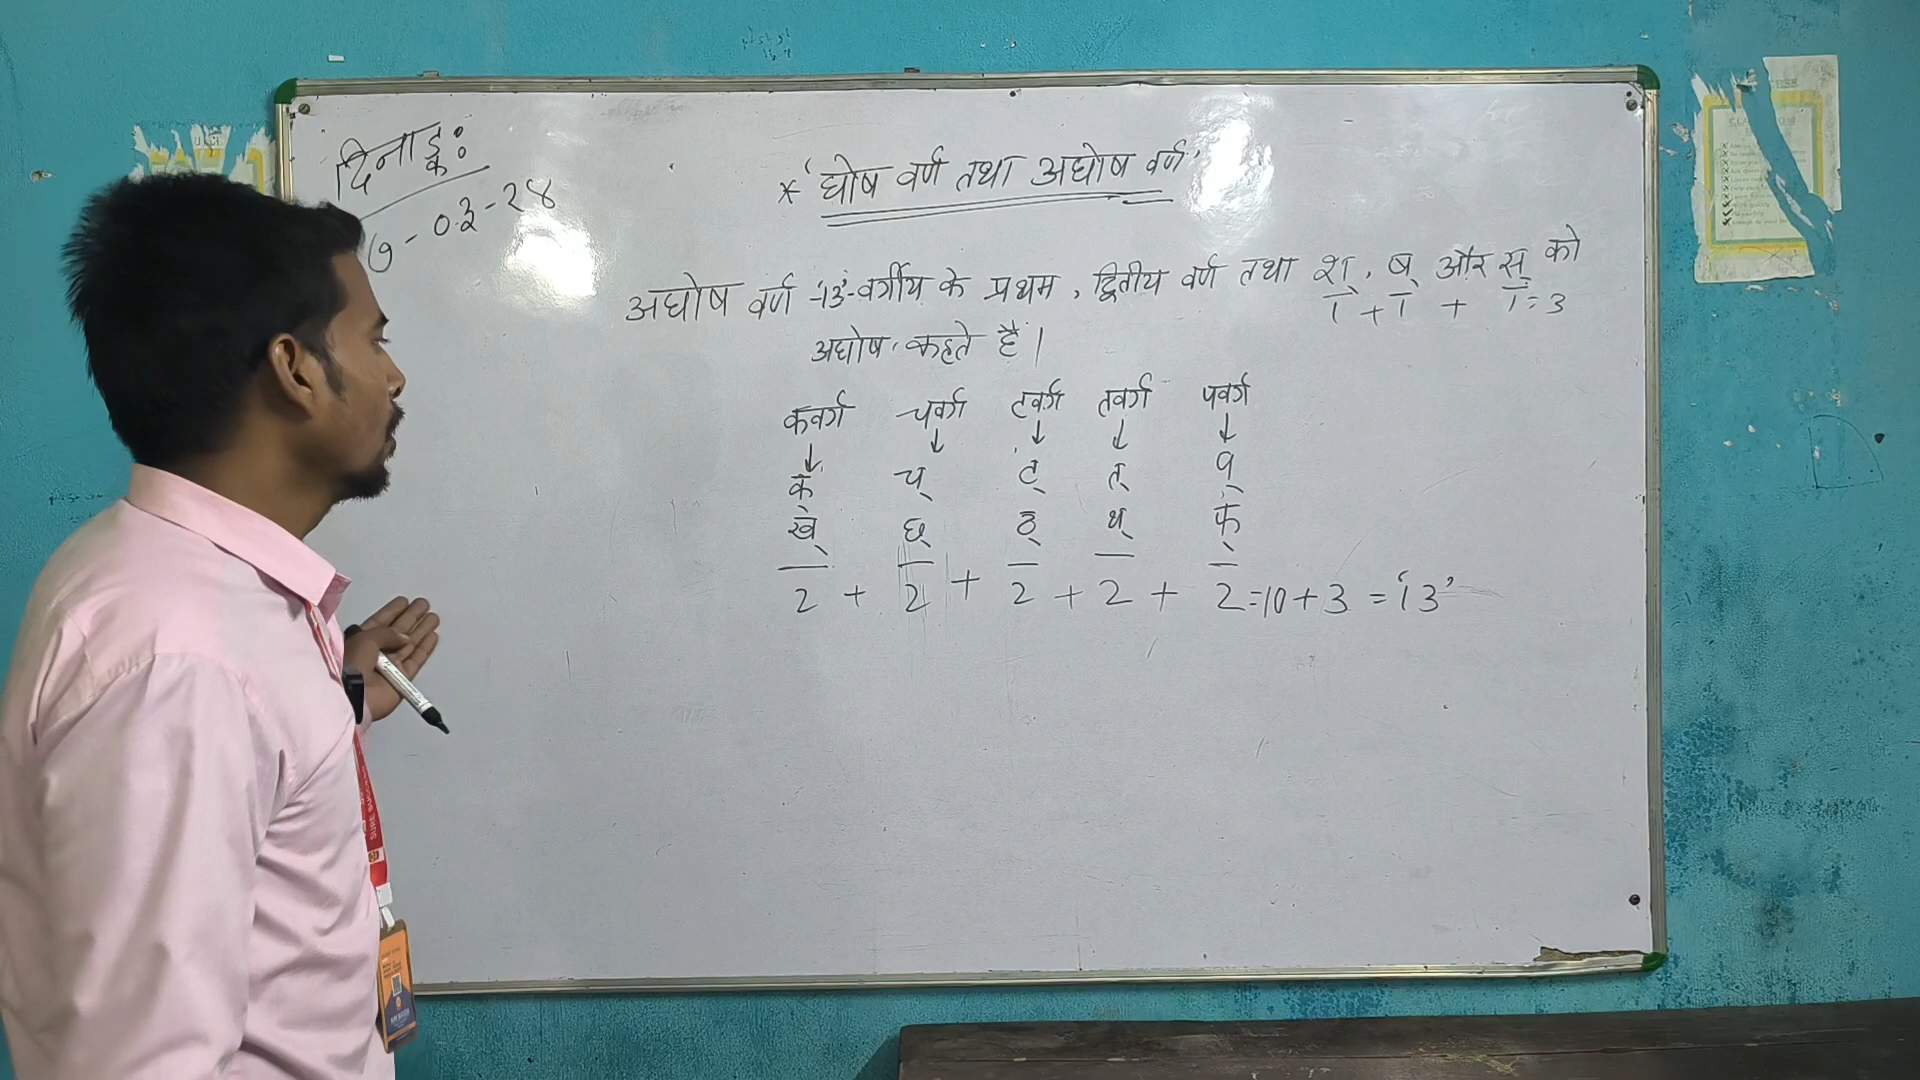 दिनाङ्कः
7-03-24
* 'घोष वर्ण तथा अघोष वर्ण'
अघोष वर्ण -'13'-वर्गीय के प्रथम, द्वितीय वर्ण तथा श्, ष् और स् को
1 + 1 + 1 = 3
अघोष कहते हैं।
कवर्ग चवर्ग टवर्ग तवर्ग पवर्ग
↓ ↓ ↓ ↓ ↓
क् च् ट् त् प्
ख् छ् ठ् थ् फ्
2 + 2 + 2 + 2 + 2 = 10 + 3 = '13'